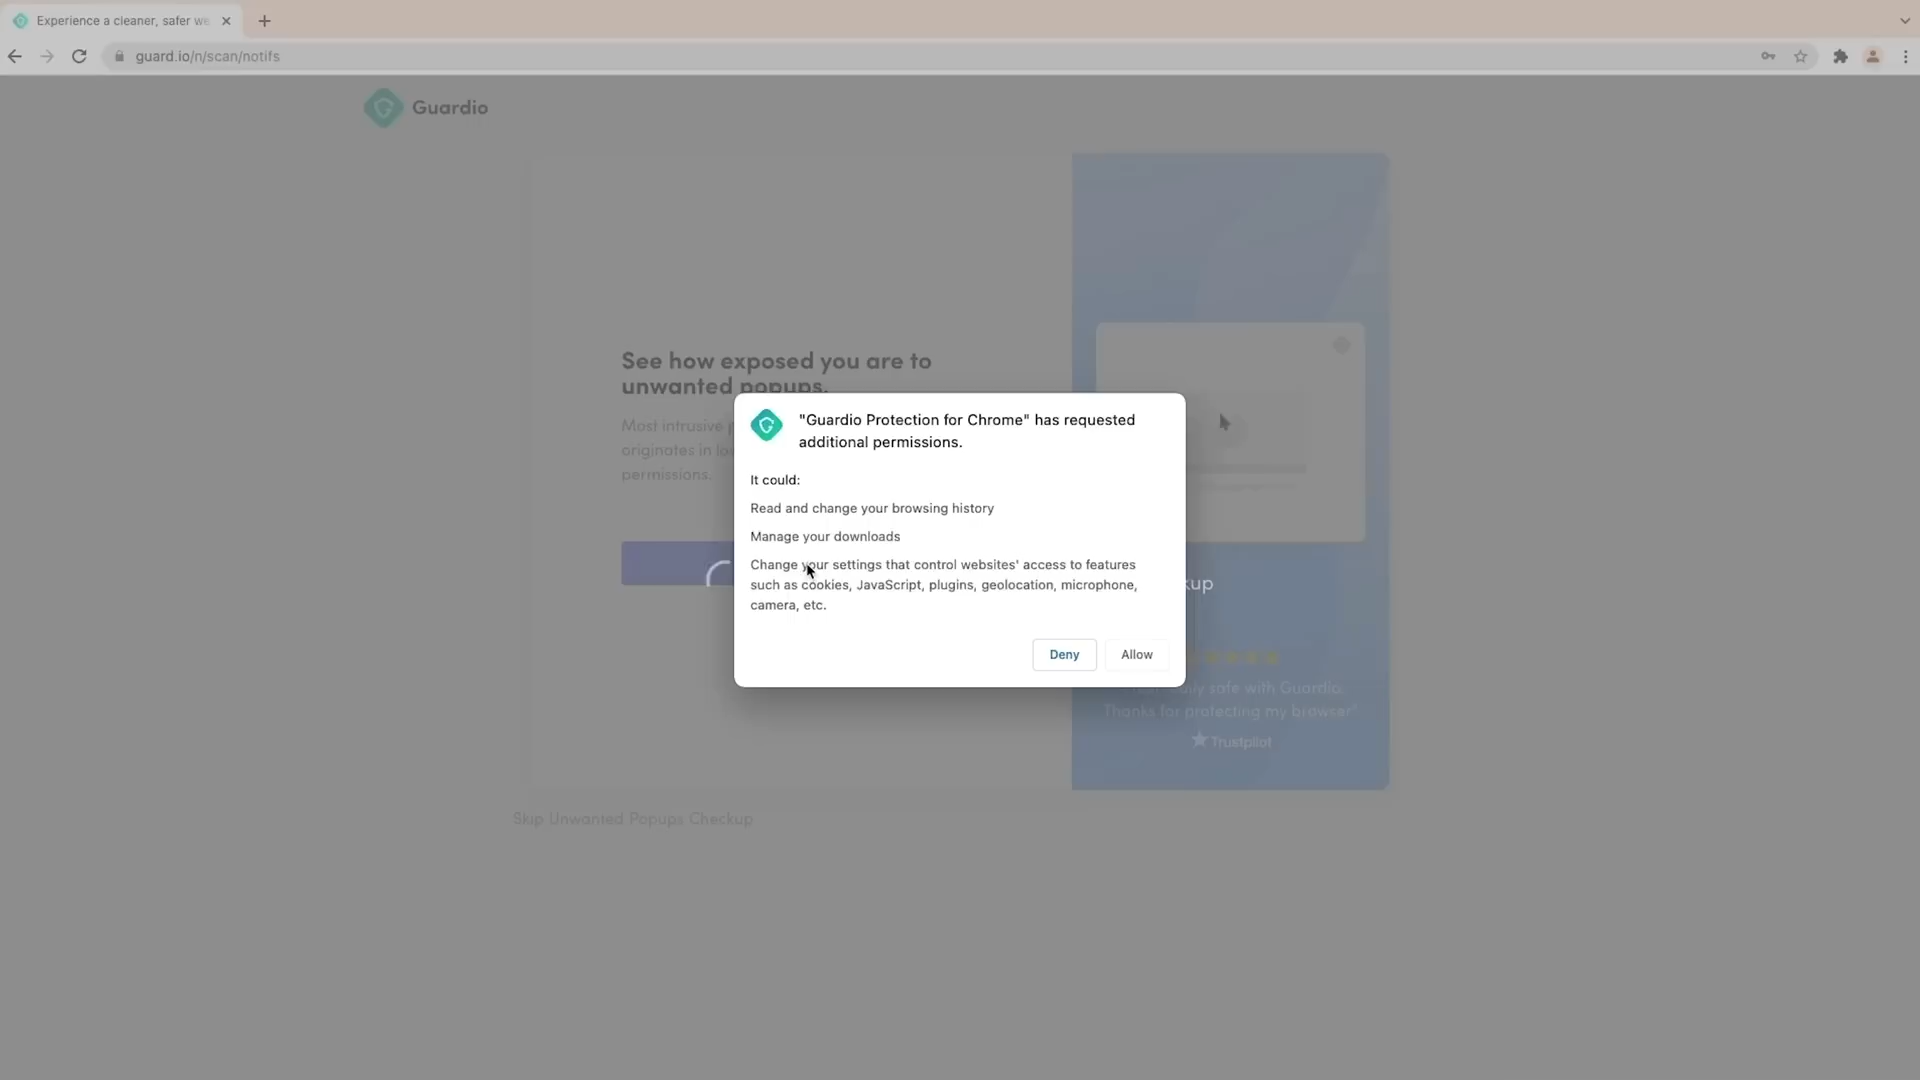 Experience a cleaner, safer we
guard.io/n/scan/notifs
Guardio
See how exposed you are to
unwanted popups.
Most intrusive
originates in
permissions.
"Guardio Protection for Chrome" has requested
additional permissions.
It could:
Read and change your browsing history
Manage your downloads
Change your settings that control websites' access to features
such as cookies, JavaScript, plugins, geolocation, microphone,
camera, etc.
Deny
Allow
kup
safe with Guardio.
Thanks for protecting my browser"
Trustpilot
Skip Unwanted Popups Checkup